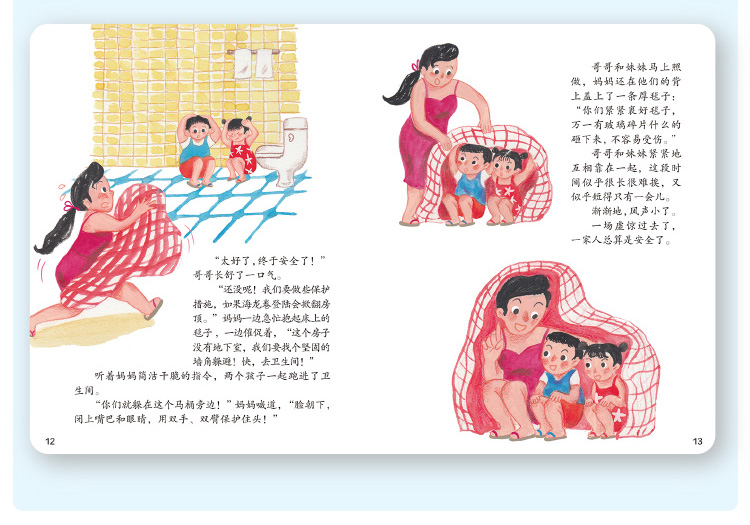 “太好了，终于安全了！”
哥哥长舒了一口气。
“还没呢！我们要做些保护
措施，如果海龙卷登陆会掀翻房
顶。”妈妈一边急忙抱起床上的
毯子、一边催促着，“这个房子
没有地下室，我们要找个坚固的
墙角躲避！快，去卫生间！”
听着妈妈简洁干脆的指令，两个孩子一起跑进了卫
生间。
“你们就躲在这个马桶旁边！”妈妈喊道，“脸朝下，
闭上嘴巴和眼睛，用双手、双臂保护住头！”
12
哥哥和妹妹马上照
做，妈妈还在他们的背
上盖上了一条厚毯子：
“你们紧紧裹好毯子，
万一有玻璃碎片什么的
砸下来，不容易受伤。”
哥哥和妹妹紧紧地
互相靠在一起，这段时
间似乎很长很难挨，又
似乎短得只有一会儿。
渐渐地，风声小了。
一场虚惊过去了，
一家人总算是安全了。
13